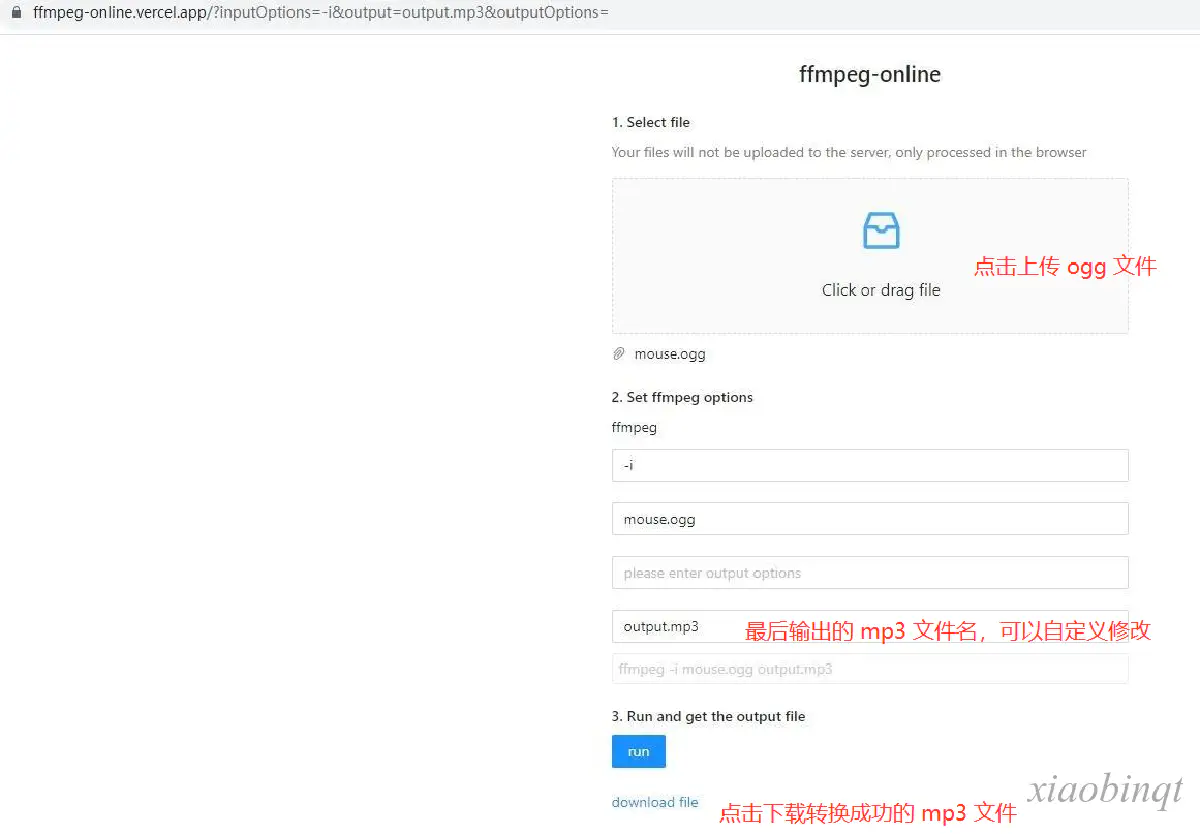 ffmpeg-online.vercel.app/?inputOptions=-i&output=output.mp3&outputOptions=
ffmpeg-online
1. Select file
Your files will not be uploaded to the server, only processed in the browser
点击上传 ogg 文件
Click or drag file
mouse.ogg
2. Set ffmpeg options
ffmpeg
-i
mouse.ogg
please enter output options
output.mp3
最后输出的 mp3 文件名，可以自定义修改
ffmpeg -i mouse.ogg output.mp3
3. Run and get the output file
run
xiaobinqt
download file
点击下载转换成功的 mp3 文件